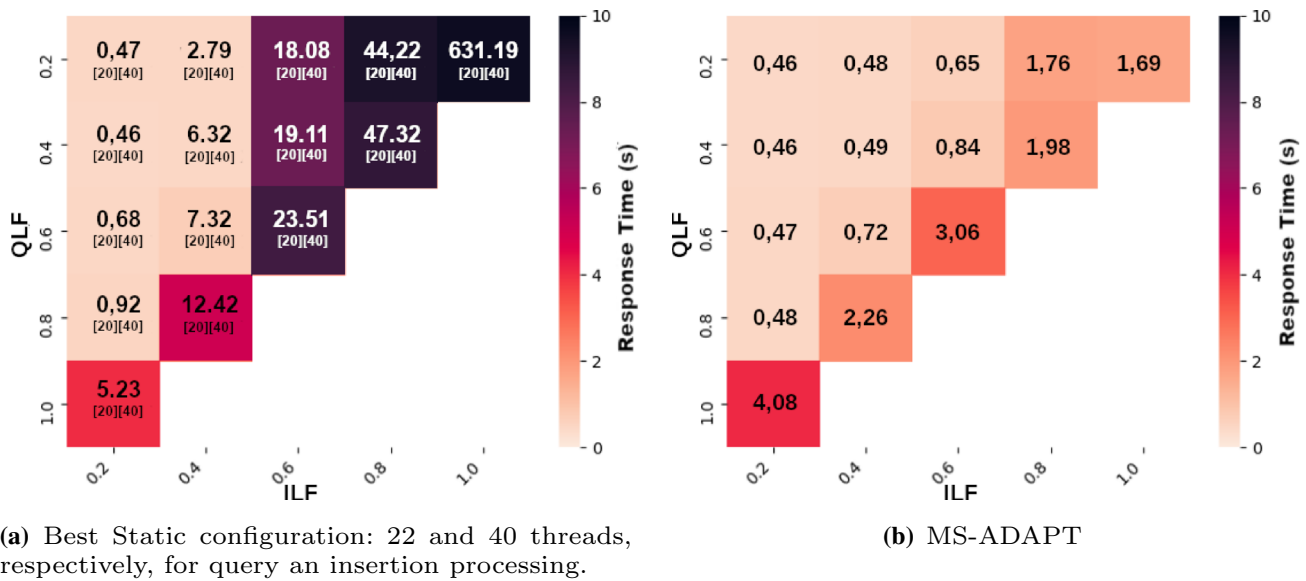 0,47 2.79 18.08 44,22 631.19
[20][40] [20][40] [20][40] [20][40] [20][40]
0,46 6.32 19.11 47.32
[20][40] [20][40] [20][40] [20][40]
0,68 7.32 23.51
[20][40] [20][40] [20][40]
0,92 12.42
[20][40] [20][40]
5.23
[20][40]
0.2
0.4
0.6
0.8
1.0
QLF
0.2 0.4 0.6 0.8 1.0
ILF
10
8
6
4
2
0
Response Time (s)
(a) Best Static configuration: 22 and 40 threads,
respectively, for query an insertion processing.
0,46 0,48 0,65 1,76 1,69
0,46 0,49 0,84 1,98
0,47 0,72 3,06
0,48 2,26
4,08
0.2
0.4
0.6
0.8
1.0
QLF
0.2 0.4 0.6 0.8 1.0
ILF
10
8
6
4
2
0
Response Time (s)
(b) MS-ADAPT